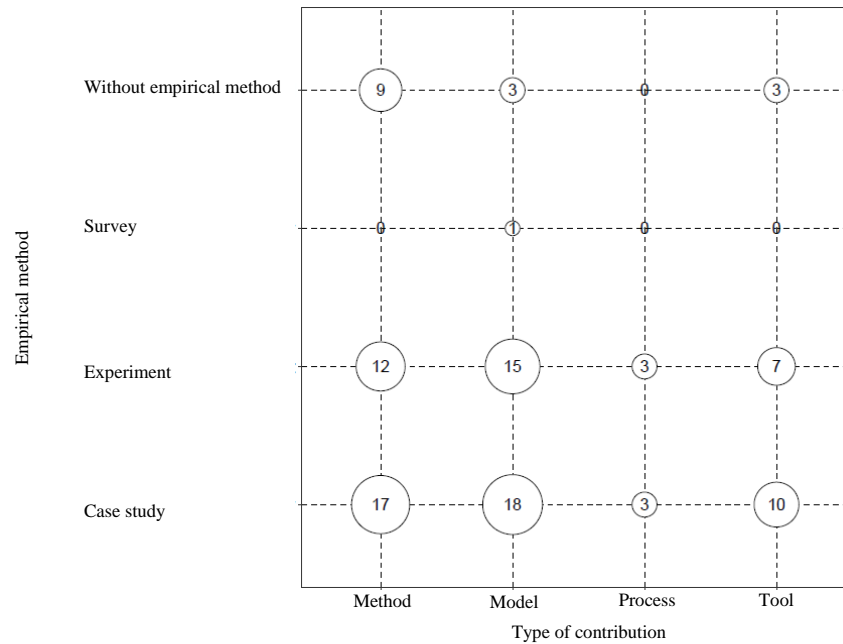 Without empirical method
9 3 0 3
Survey
0 1 0 0
Empirical method
Experiment
12 15 3 7
Case study
17 18 3 10
Method Model Process Tool
Type of contribution